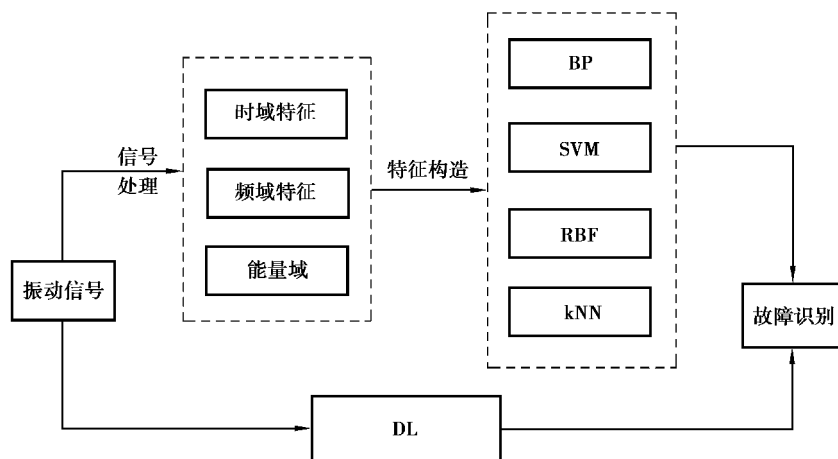 振动信号
信号
处理
时域特征
频域特征
能量域
特征构造
BP
SVM
RBF
kNN
DL
故障识别